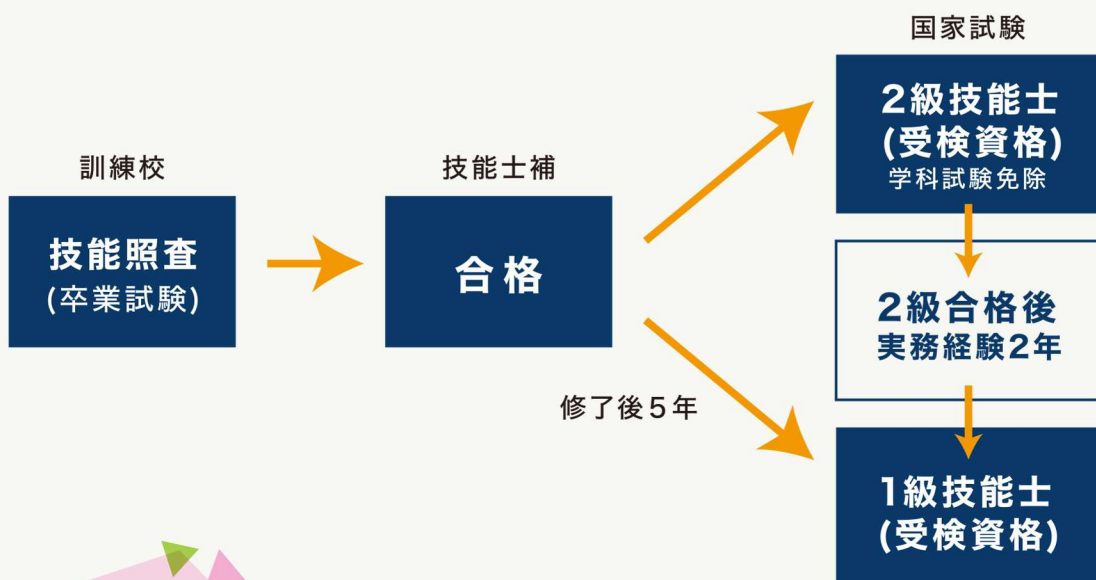 訓練校
技能照査
(卒業試験)
技能士補
合格
修了後5年
国家試験
2級技能士
(受検資格)
学科試験免除
2級合格後
実務経験2年
1級技能士
(受検資格)